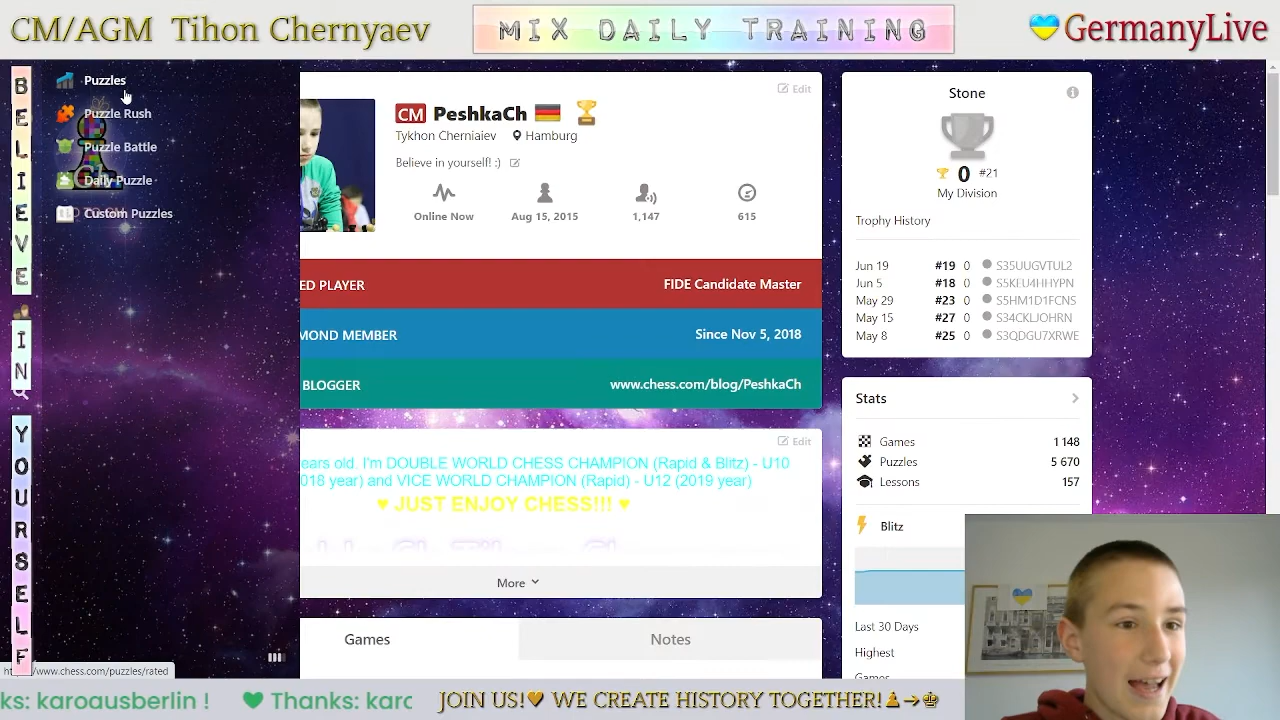 CM/AGM Tihon Chernyaev
MIX DAILY TRAINING
GermanyLive
BELIEVE
IN
YOURSELF
Puzzles
Puzzle Rush
Puzzle Battle
Daily Puzzle
Custom Puzzles
Edit
CM PeshkaCh
Tykhon Cherniaiev Hamburg
Believe in yourself! :)
Online Now
Aug 15, 2015
1,147
615
ED PLAYER
FIDE Candidate Master
MOND MEMBER
Since Nov 5, 2018
BLOGGER
www.chess.com/blog/PeshkaCh
Edit
ears old. I'm DOUBLE WORLD CHESS CHAMPION (Rapid & Blitz) - U10
018 year) and VICE WORLD CHAMPION (Rapid) - U12 (2019 year)
♥ JUST ENJOY CHESS!!! ♥
More
Games
Notes
Stone
0 #21
My Division
Trophy History
Jun 19 #19 0 S35UUGVTUL2
Jun 5 #18 0 S5KEU4HHYPN
May 29 #23 0 S5HM1D1FCNS
May 15 #27 0 S34CKLJOHRN
May 8 #25 0 S3QDGU7XRWE
Stats
Games 1 148
Puzzles 5 670
Lessons 157
Blitz
Last 30 Days
Highest
Games
www.chess.com/puzzles/rated
ks: karoausberlin !
Thanks: karc
JOIN US! WE CREATE HISTORY TOGETHER!